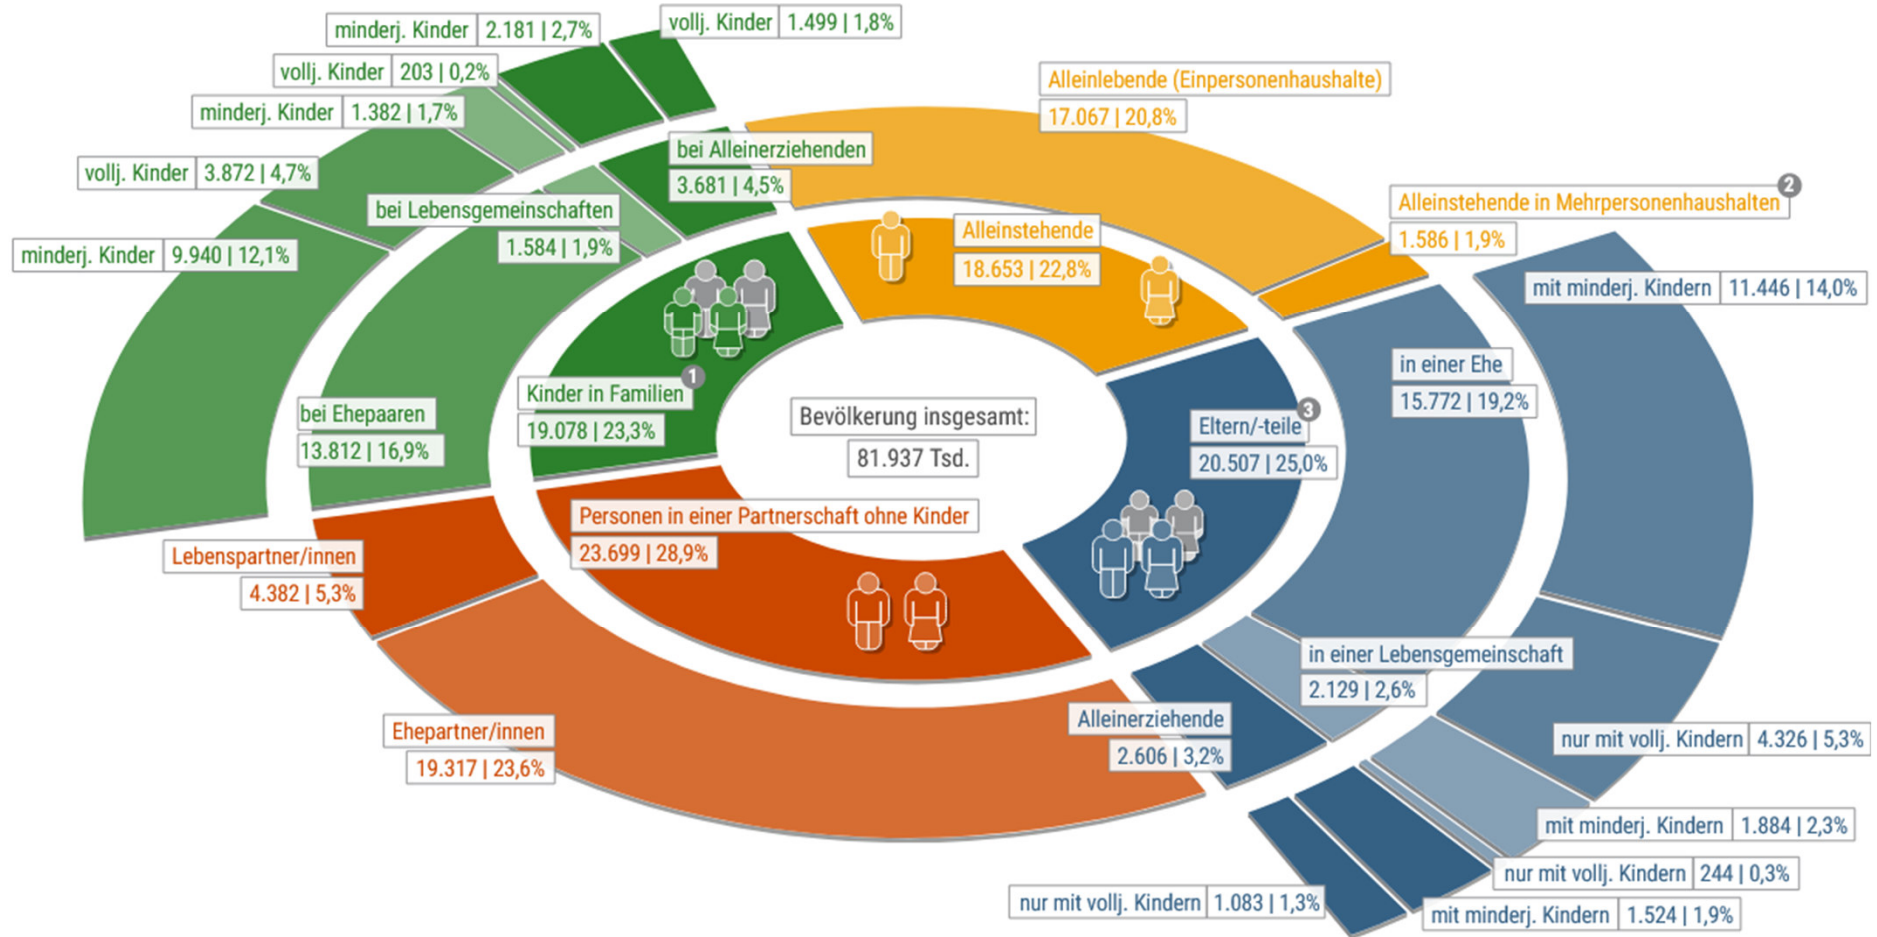 minderj. Kinder 2.181 | 2,7%
vollj. Kinder 1.499 | 1,8%
vollj. Kinder 203 | 0,2%
minderj. Kinder 1.382 | 1,7%
vollj. Kinder 3.872 | 4,7%
minderj. Kinder 9.940 | 12,1%
bei Alleinerziehenden
3.681 | 4,5%
bei Lebensgemeinschaften
1.584 | 1,9%
bei Ehepaaren
13.812 | 16,9%
Kinder in Familien 1
19.078 | 23,3%
Alleinlebende (Einpersonenhaushalte)
17.067 | 20,8%
Alleinstehende in Mehrpersonenhaushalten 2
1.586 | 1,9%
Alleinstehende
18.653 | 22,8%
Bevölkerung insgesamt:
81.937 Tsd.
Eltern/-teile 3
20.507 | 25,0%
in einer Ehe
15.772 | 19,2%
mit minderj. Kindern 11.446 | 14,0%
in einer Lebensgemeinschaft
2.129 | 2,6%
nur mit vollj. Kindern 4.326 | 5,3%
Alleinerziehende
2.606 | 3,2%
mit minderj. Kindern 1.884 | 2,3%
nur mit vollj. Kindern 244 | 0,3%
mit minderj. Kindern 1.524 | 1,9%
nur mit vollj. Kindern 1.083 | 1,3%
Personen in einer Partnerschaft ohne Kinder
23.699 | 28,9%
Lebenspartner/innen
4.382 | 5,3%
Ehepartner/innen
19.317 | 23,6%